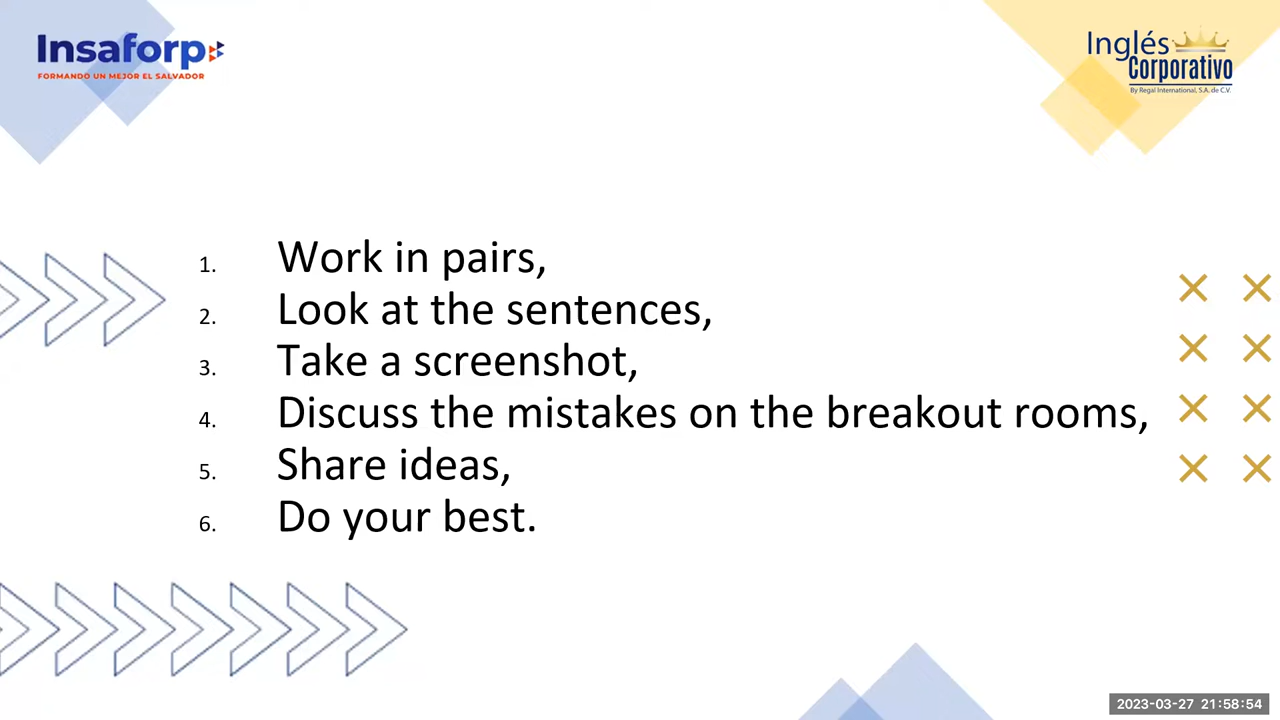 Insaforp
FORMANDO UN MEJOR EL SALVADOR
Inglés
Corporativo
By Regal International, S.A. de C.V.
1. Work in pairs,
2. Look at the sentences,
3. Take a screenshot,
4. Discuss the mistakes on the breakout rooms,
5. Share ideas,
6. Do your best.
2023-03-27 21:58:54